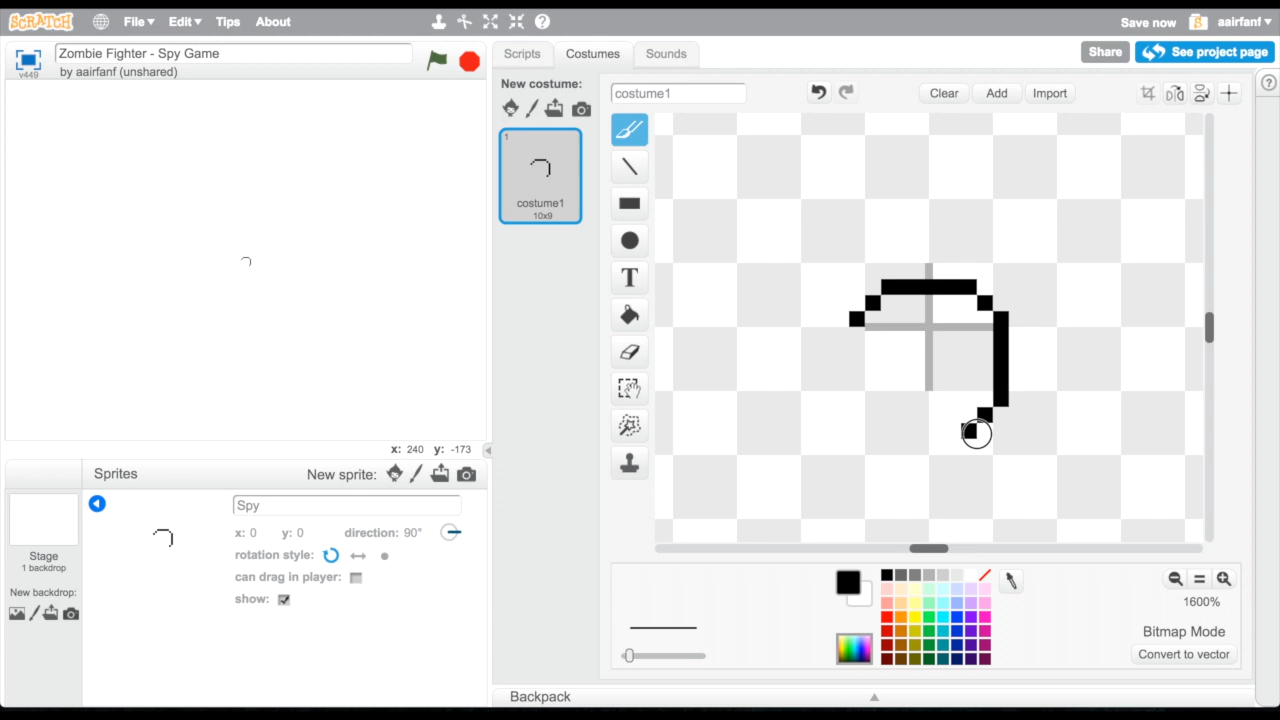 SCRATCH File Edit Tips About Save now aairfanf
v449 Zombie Fighter - Spy Game
by aairfanf (unshared)
Scripts Costumes Sounds Share See project page
New costume: costume1 Clear Add Import
1
costume1
10x9
T
x: 240 y: -173
Sprites New sprite:
Spy
x: 0 y: 0 direction: 90°
rotation style:
can drag in player:
show:
Stage
1 backdrop
New backdrop:
1600%
Bitmap Mode
Convert to vector
Backpack